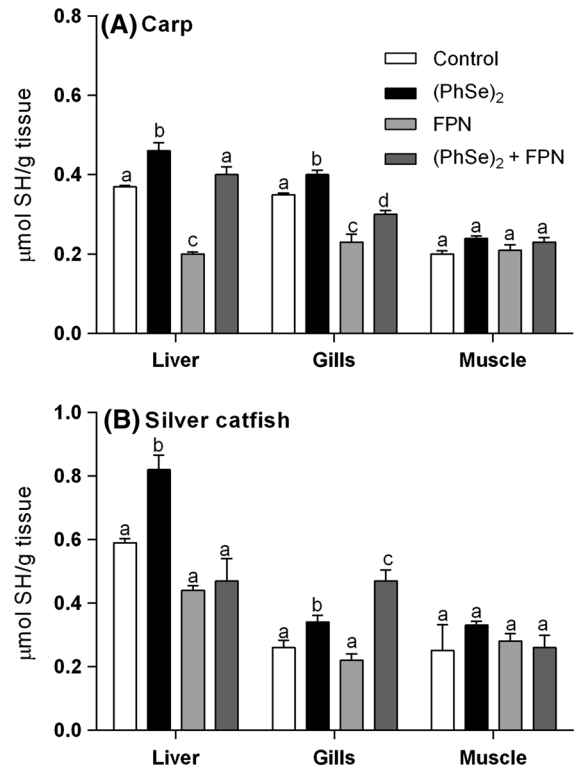 (A) Carp
0.8
0.6
0.4
0.2
0.0
μmol SH/g tissue
Control
(PhSe)2
FPN
(PhSe)2 + FPN
a b c a
a b c d
a a a a
Liver Gills Muscle
(B) Silver catfish
1.0
0.8
0.6
0.4
0.2
0.0
μmol SH/g tissue
a b a a
a b a c
a a a a
Liver Gills Muscle